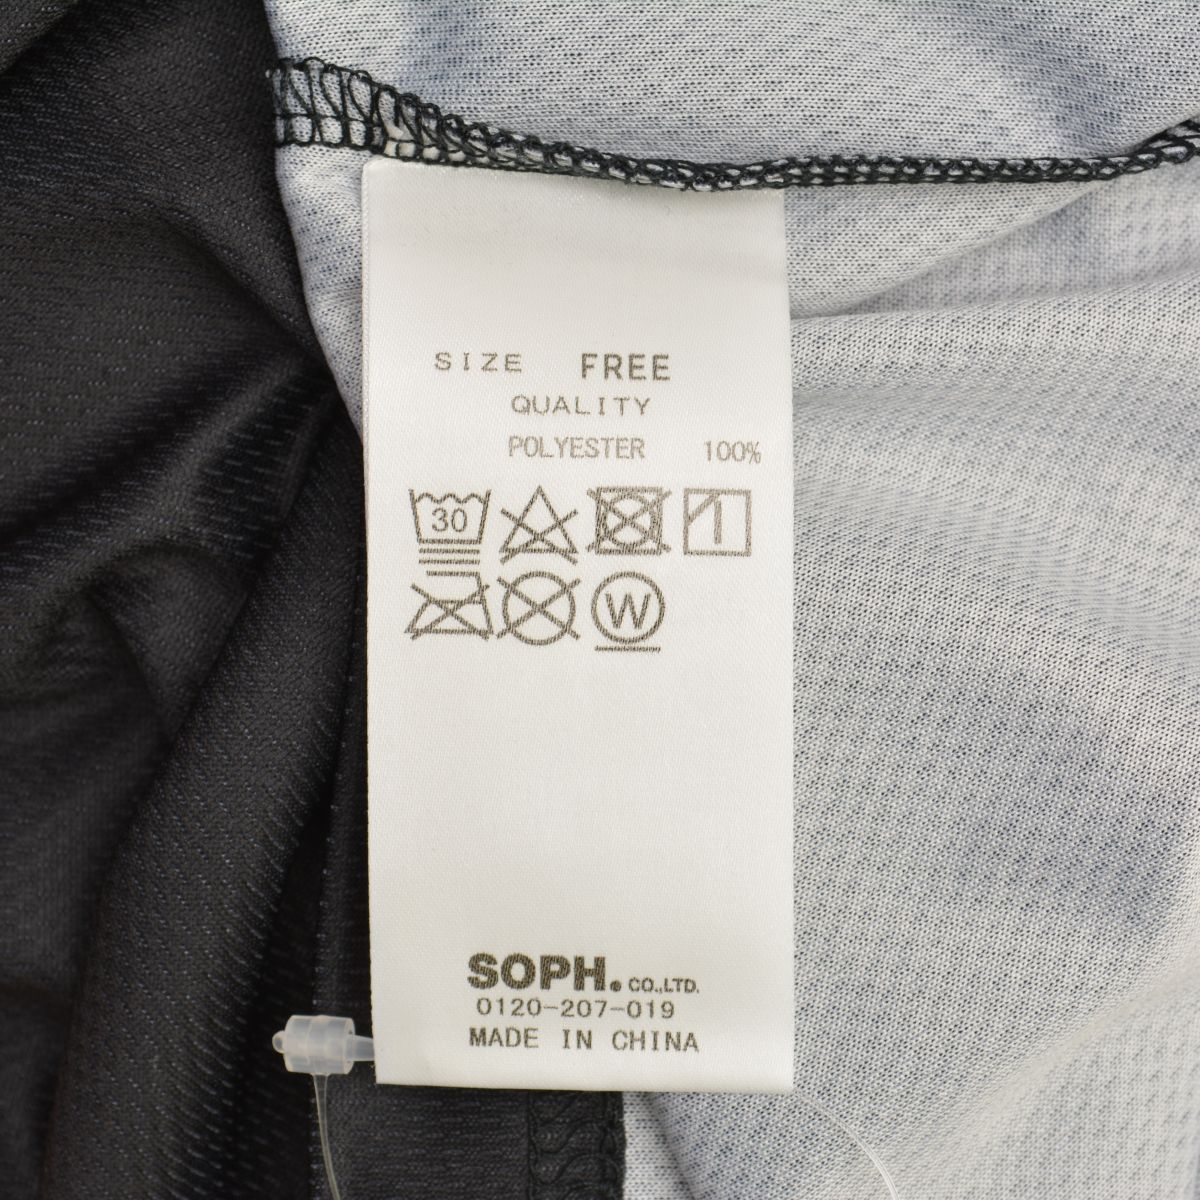 SIZE FREE
QUALITY
POLYESTER 100%
30
W
SOPH. CO.,LTD.
0120-207-019
MADE IN CHINA